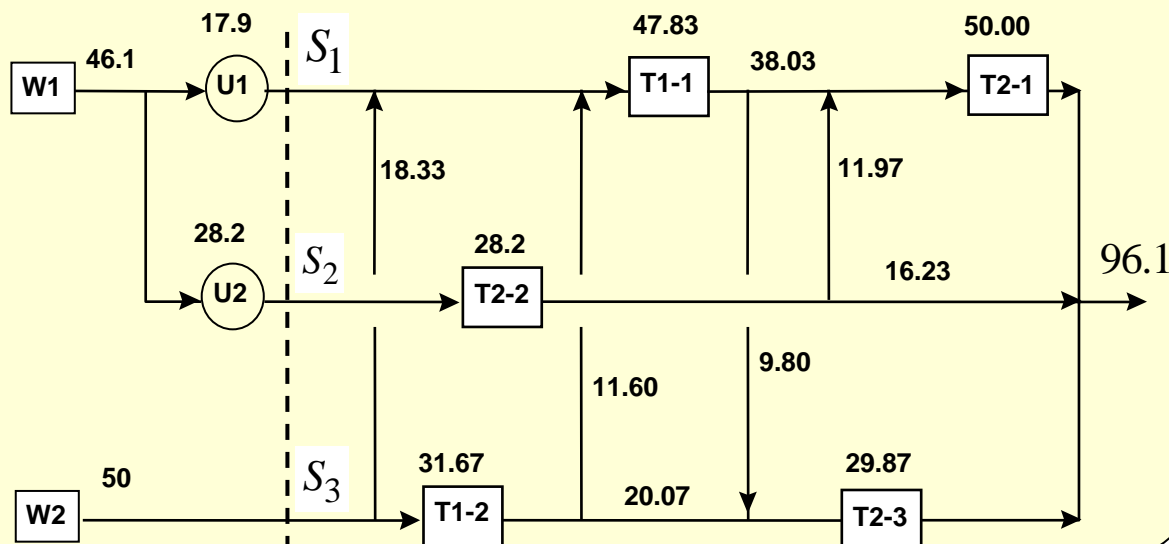 17.9
47.83
50.00
46.1
S1
38.03
W1
U1
T1-1
T2-1
18.33
11.97
28.2
S2
28.2
16.23
96.1
U2
T2-2
11.60
9.80
50
S3
31.67
20.07
29.87
W2
T1-2
T2-3